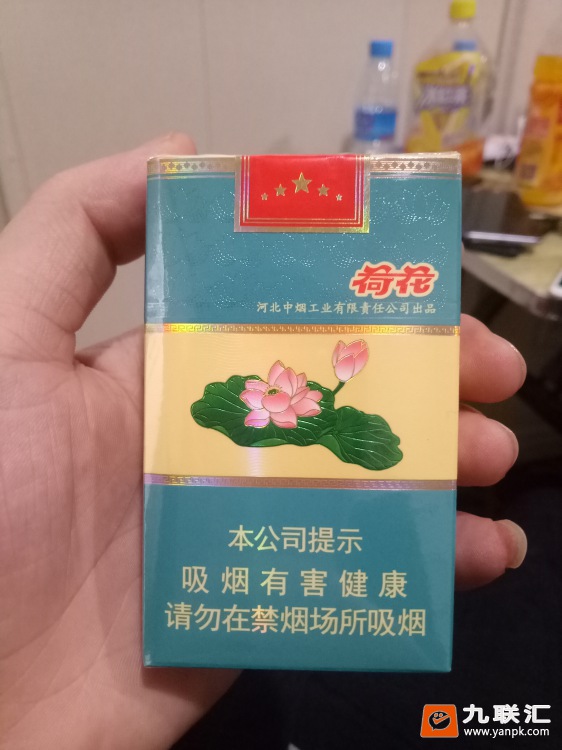 荷花
河北中烟工业有限责任公司出品
本公司提示
吸烟有害健康
请勿在禁烟场所吸烟
九联汇
www.yanpk.com